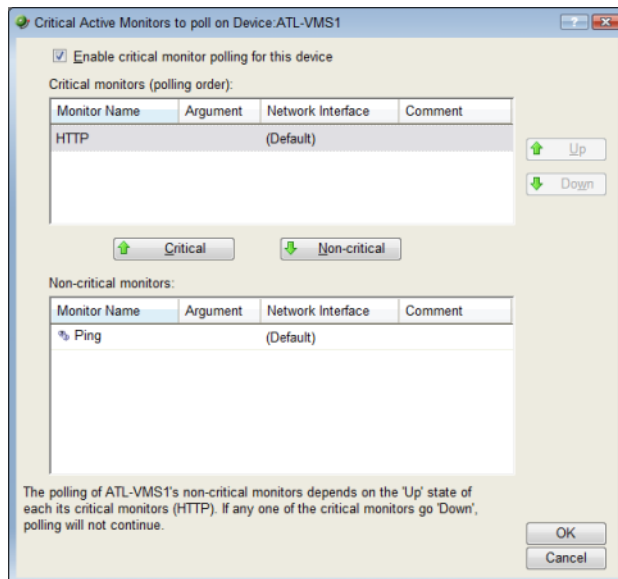 Critical Active Monitors to poll on Device:ATL-VMS1
Enable critical monitor polling for this device
Critical monitors (polling order):
Monitor Name Argument Network Interface Comment
HTTP (Default)
Up
Down
Critical Non-critical
Non-critical monitors:
Monitor Name Argument Network Interface Comment
Ping (Default)
The polling of ATL-VMS1's non-critical monitors depends on the 'Up' state of
each its critical monitors (HTTP). If any one of the critical monitors go 'Down',
polling will not continue.
OK
Cancel